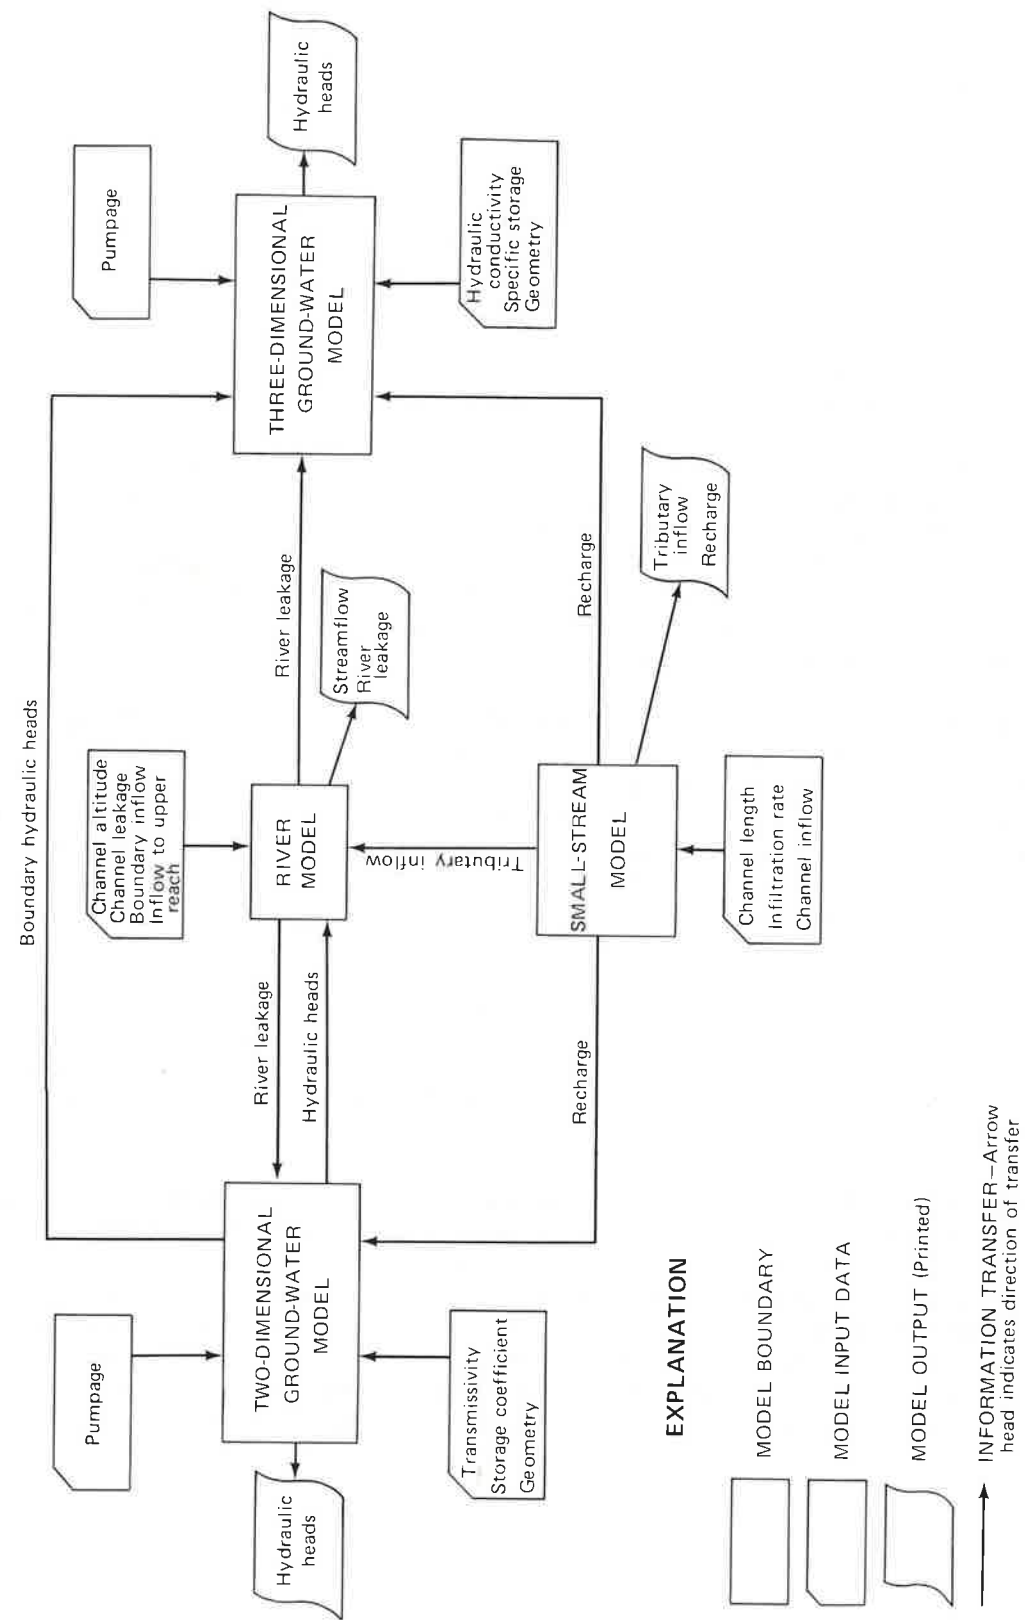 Boundary hydraulic heads
Pumpage
Channel altitude
Channel leakage
Boundary inflow
Inflow to upper
reach
Pumpage
TWO-DIMENSIONAL
GROUND-WATER
MODEL
River leakage
Hydraulic heads
RIVER
MODEL
River leakage
THREE-DIMENSIONAL
GROUND-WATER
MODEL
Hydraulic
heads
Hydraulic
heads
Streamflow
River
leakage
Transmissivity
Storage coefficient
Geometry
Tributary inflow
Hydraulic
conductivity
Specific storage
Geometry
Recharge
SMALL-STREAM
MODEL
Recharge
Tributary
inflow
Recharge
Channel length
Infiltration rate
Channel inflow
EXPLANATION
MODEL BOUNDARY
MODEL INPUT DATA
MODEL OUTPUT (Printed)
INFORMATION TRANSFER—Arrow
head indicates direction of transfer